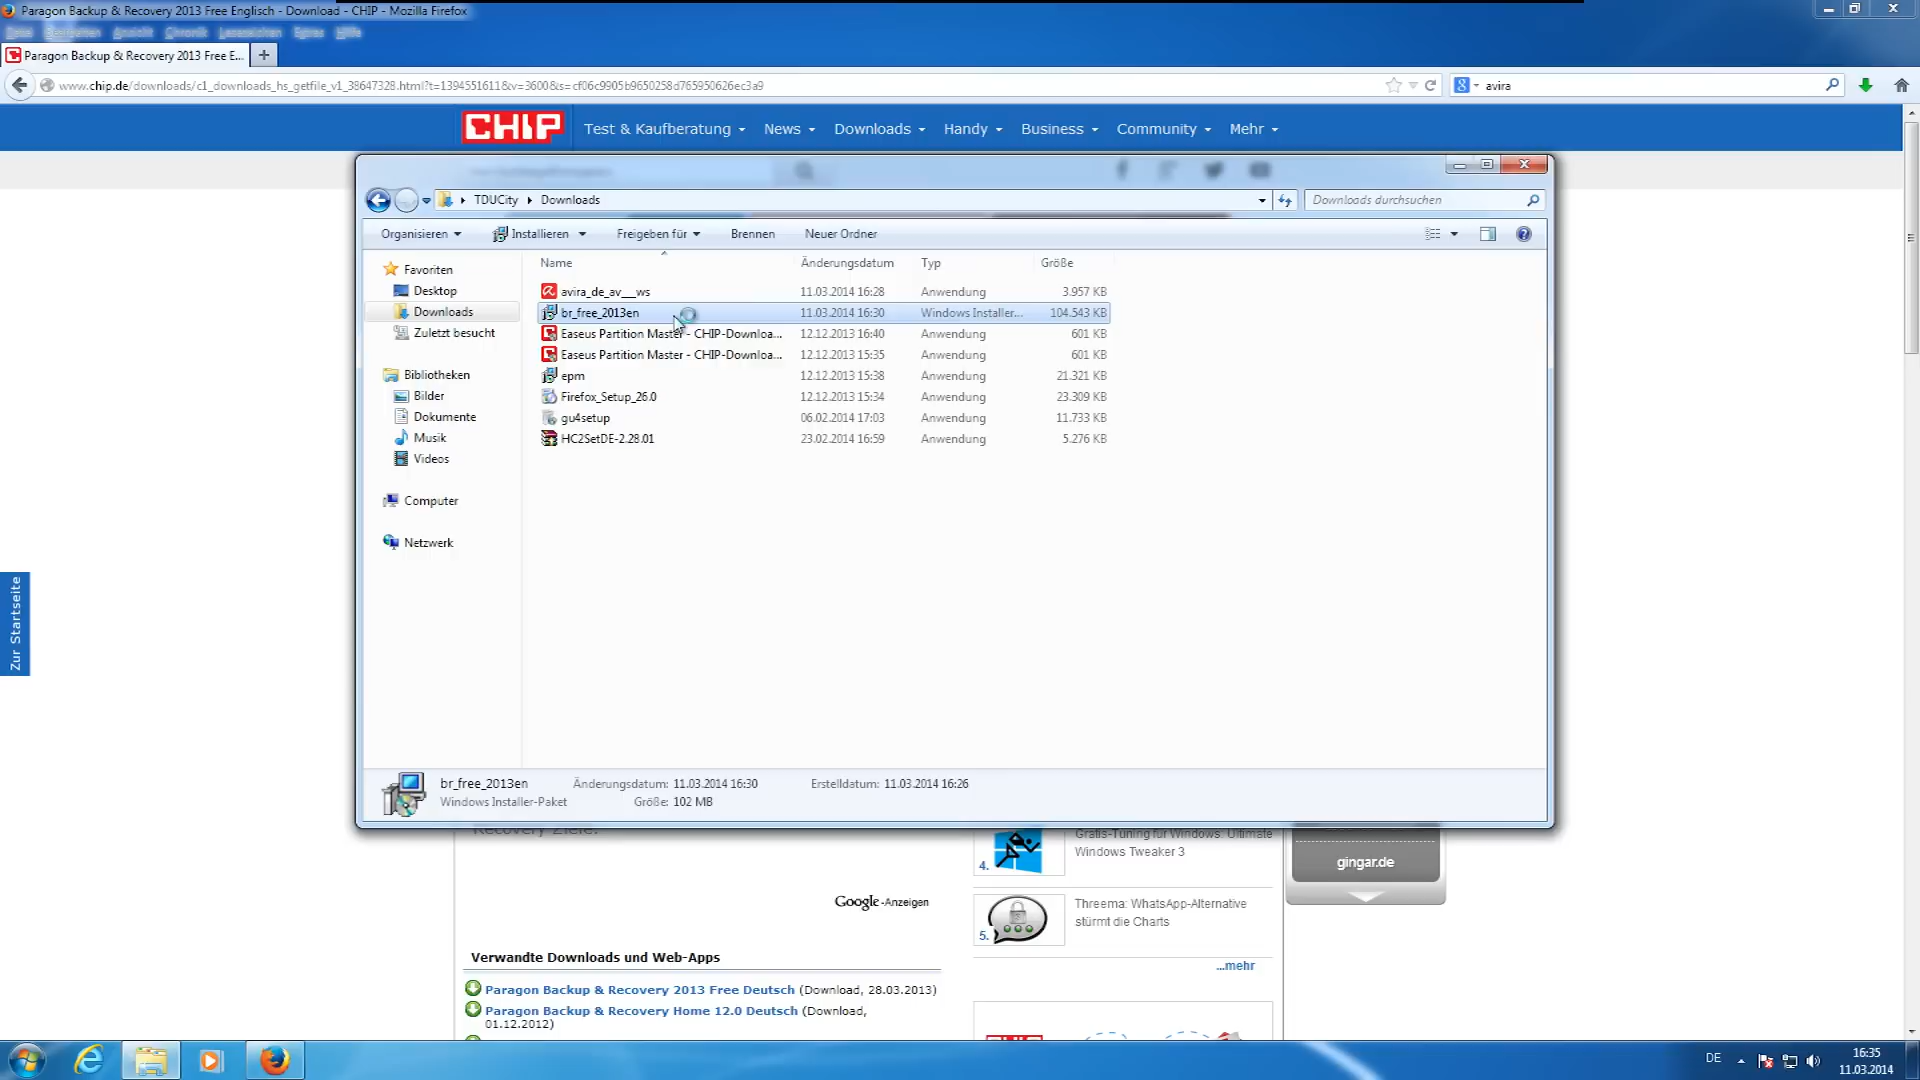 Paragon Backup & Recovery 2013 Free Englisch - Download - CHIP - Mozilla Firefox
Datei Bearbeiten Ansicht Chronik Lesezeichen Extras Hilfe
Paragon Backup & Recovery 2013 Free E...
www.chip.de/downloads/c1_downloads_hs_getfile_v1_38647328.html?t=1394551611&v=3600&s=cf06c9905b9650258d765950626ec3a9
avira
CHIP Test & Kaufberatung News Downloads Handy Business Community Mehr
TDUCity Downloads
Downloads durchsuchen
Organisieren Installieren Freigeben für Brennen Neuer Ordner
Name Änderungsdatum Typ Größe
Favoriten
Desktop
Downloads
Zuletzt besucht
Bibliotheken
Bilder
Dokumente
Musik
Videos
Computer
Netzwerk
avira_de_av___ws 11.03.2014 16:28 Anwendung 3.957 KB
br_free_2013en 11.03.2014 16:30 Windows Installer... 104.543 KB
Easeus Partition Master - CHIP-Downloa... 12.12.2013 16:40 Anwendung 601 KB
Easeus Partition Master - CHIP-Downloa... 12.12.2013 15:35 Anwendung 601 KB
epm 12.12.2013 15:38 Anwendung 21.321 KB
Firefox_Setup_26.0 12.12.2013 15:34 Anwendung 23.309 KB
gu4setup 06.02.2014 17:03 Anwendung 11.733 KB
HC2SetDE-2.28.01 23.02.2014 16:59 Anwendung 5.276 KB
Zur Startseite
br_free_2013en Änderungsdatum: 11.03.2014 16:30 Erstelldatum: 11.03.2014 16:26
Windows Installer-Paket Größe: 102 MB
Recovery Ziele.
Google-Anzeigen
Verwandte Downloads und Web-Apps
Paragon Backup & Recovery 2013 Free Deutsch (Download, 28.03.2013)
Paragon Backup & Recovery Home 12.0 Deutsch (Download,
01.12.2012)
4. Gratis-Tuning für Windows: Ultimate
Windows Tweaker 3
5. Threema: WhatsApp-Alternative
stürmt die Charts
...mehr
CHIP
gingar.de
DE
16:35
11.03.2014